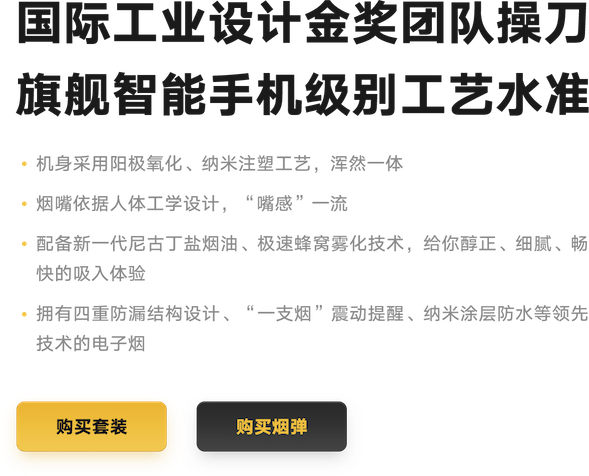 国际工业设计金奖团队操刀
旗舰智能手机级别工艺水准
• 机身采用阳极氧化、纳米注塑工艺，浑然一体
• 烟嘴依据人体工学设计，“嘴感”一流
• 配备新一代尼古丁盐烟油、极速蜂窝雾化技术，给你醇正、细腻、畅
快的吸入体验
• 拥有四重防漏结构设计、“一支烟”震动提醒、纳米涂层防水等领先
技术的电子烟
购买套装
购买烟弹